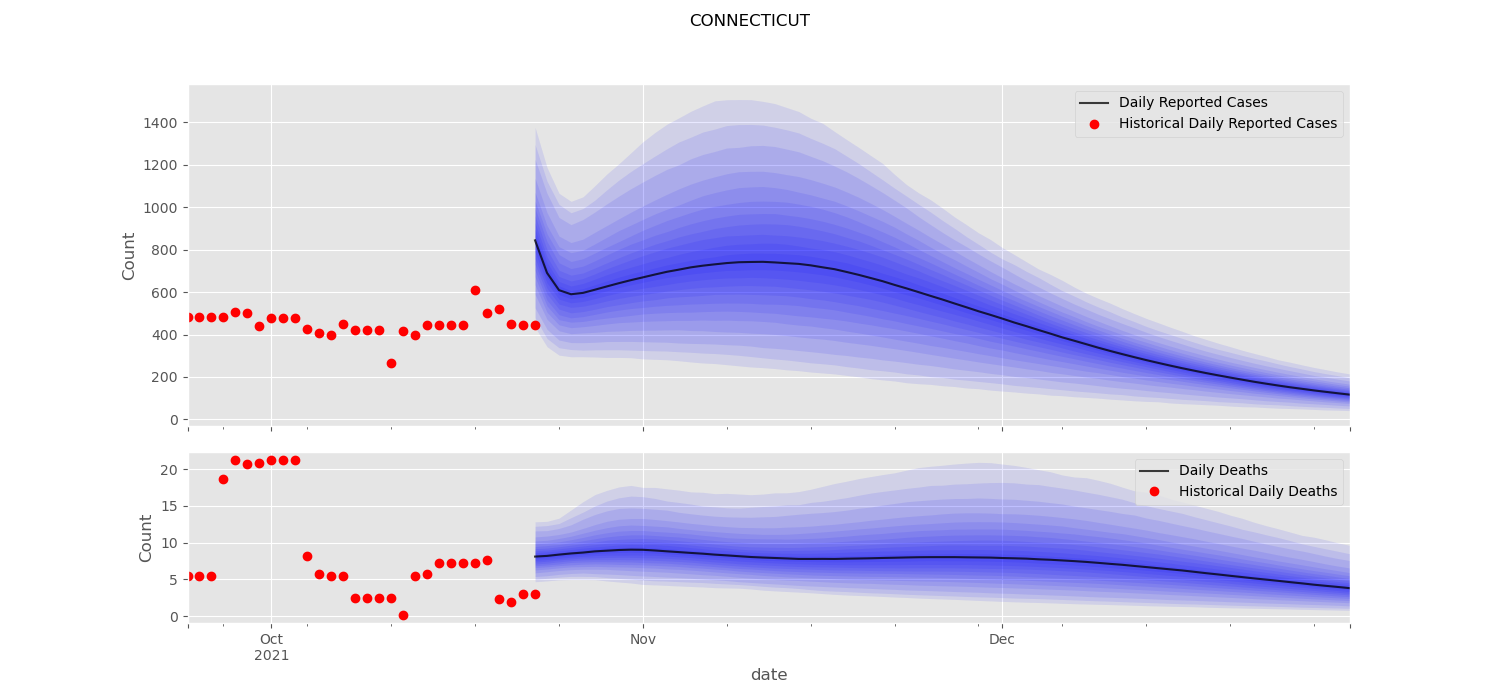 CONNECTICUT
Count
1400
1200
1000
800
600
400
200
0
Daily Reported Cases
Historical Daily Reported Cases
Count
20
15
10
5
0
Daily Deaths
Historical Daily Deaths
Oct
2021
Nov
Dec
date